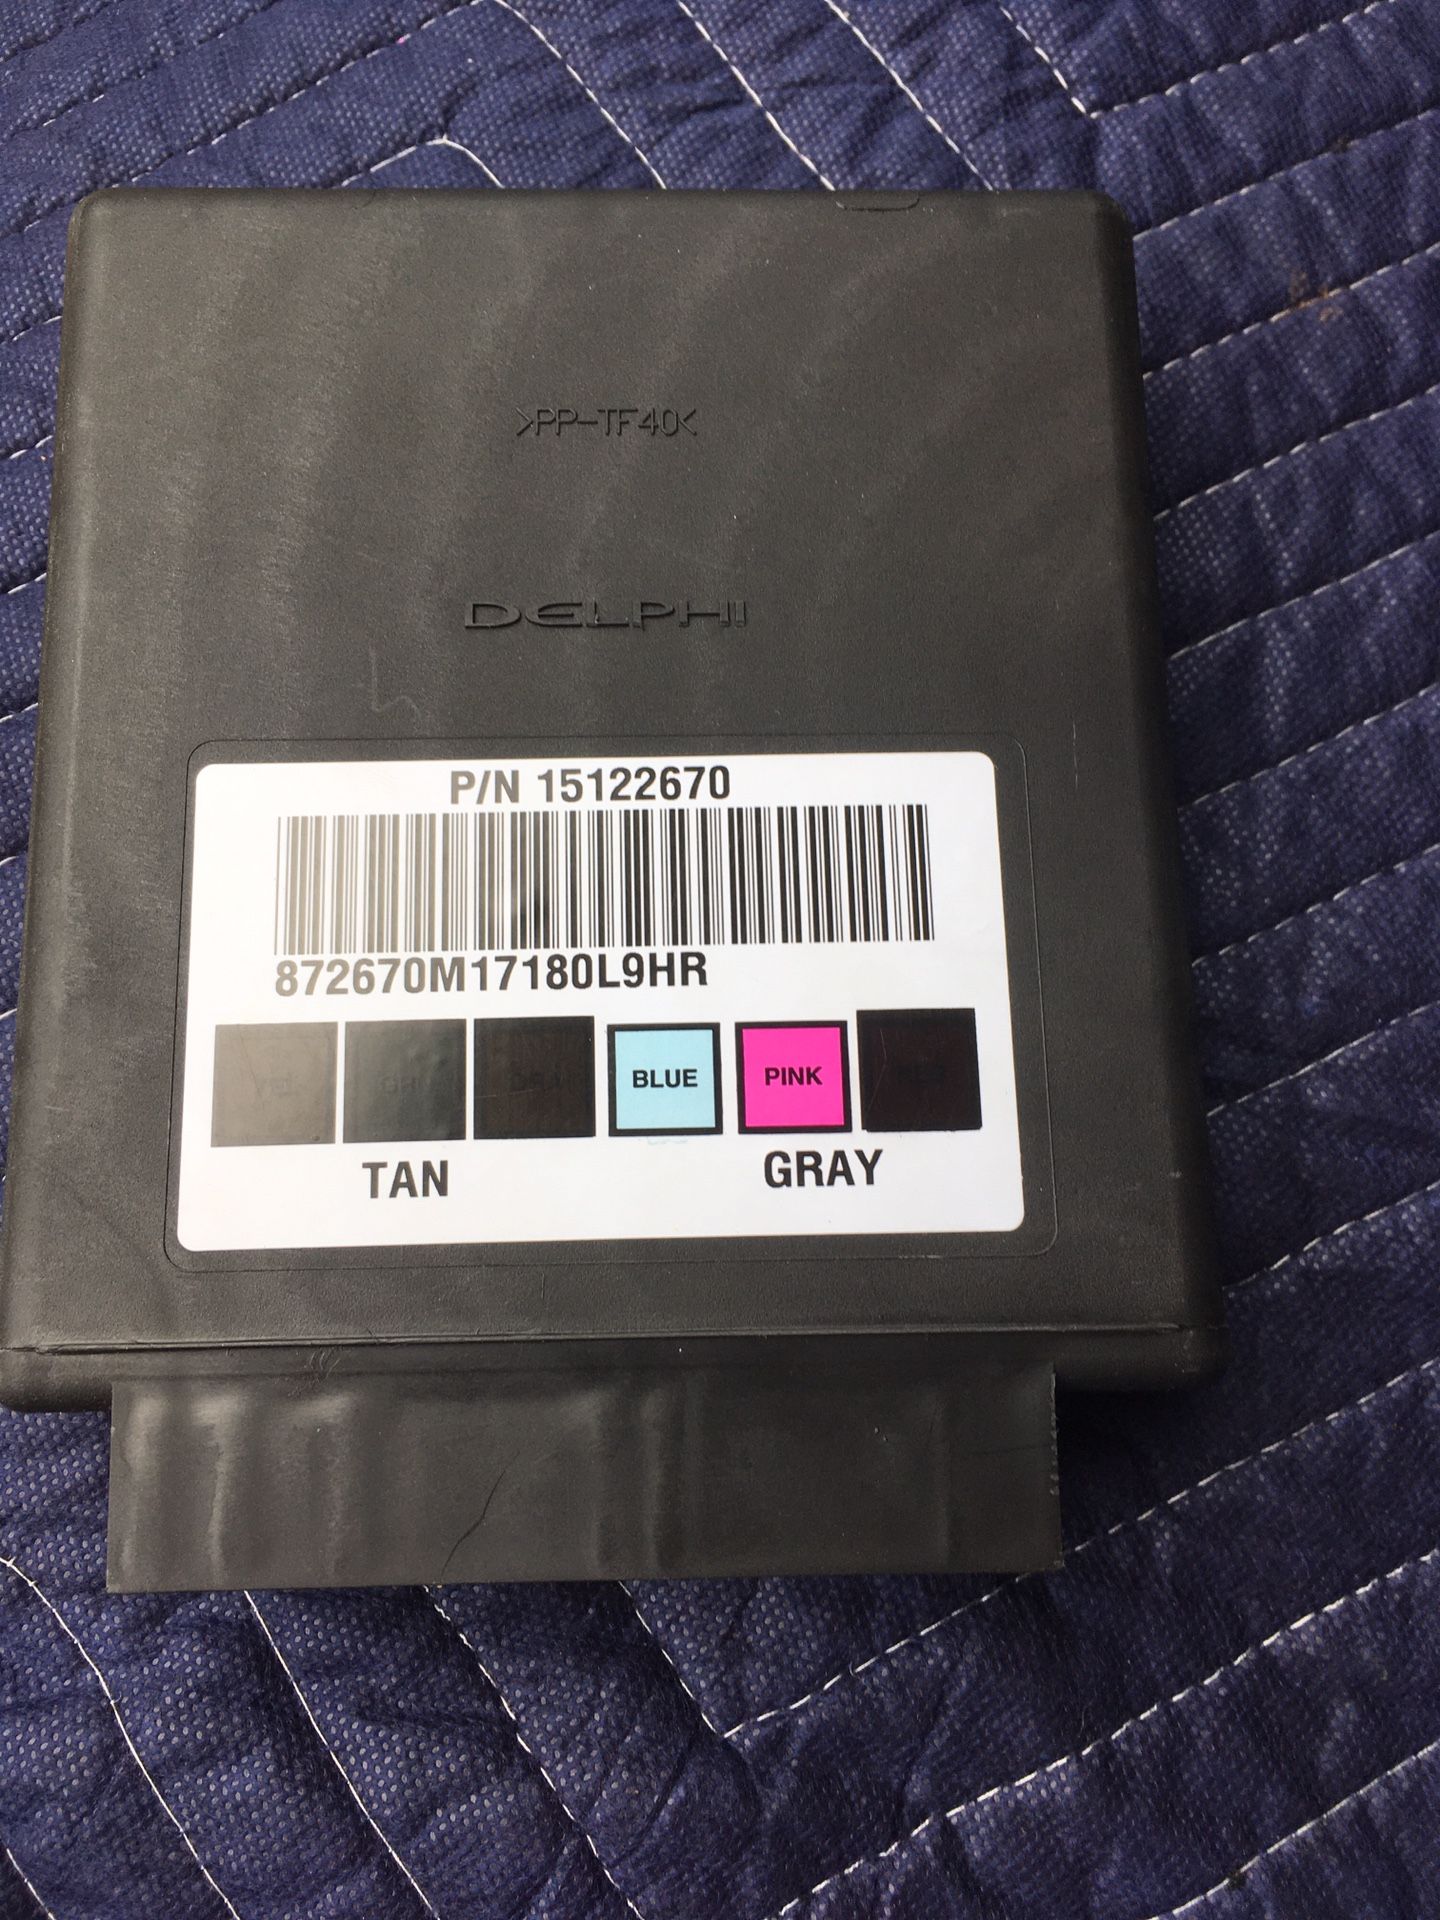 >PP-TF40<
DELPHI
P/N 15122670
872670M17180L9HR
BLUE PINK
TAN GRAY